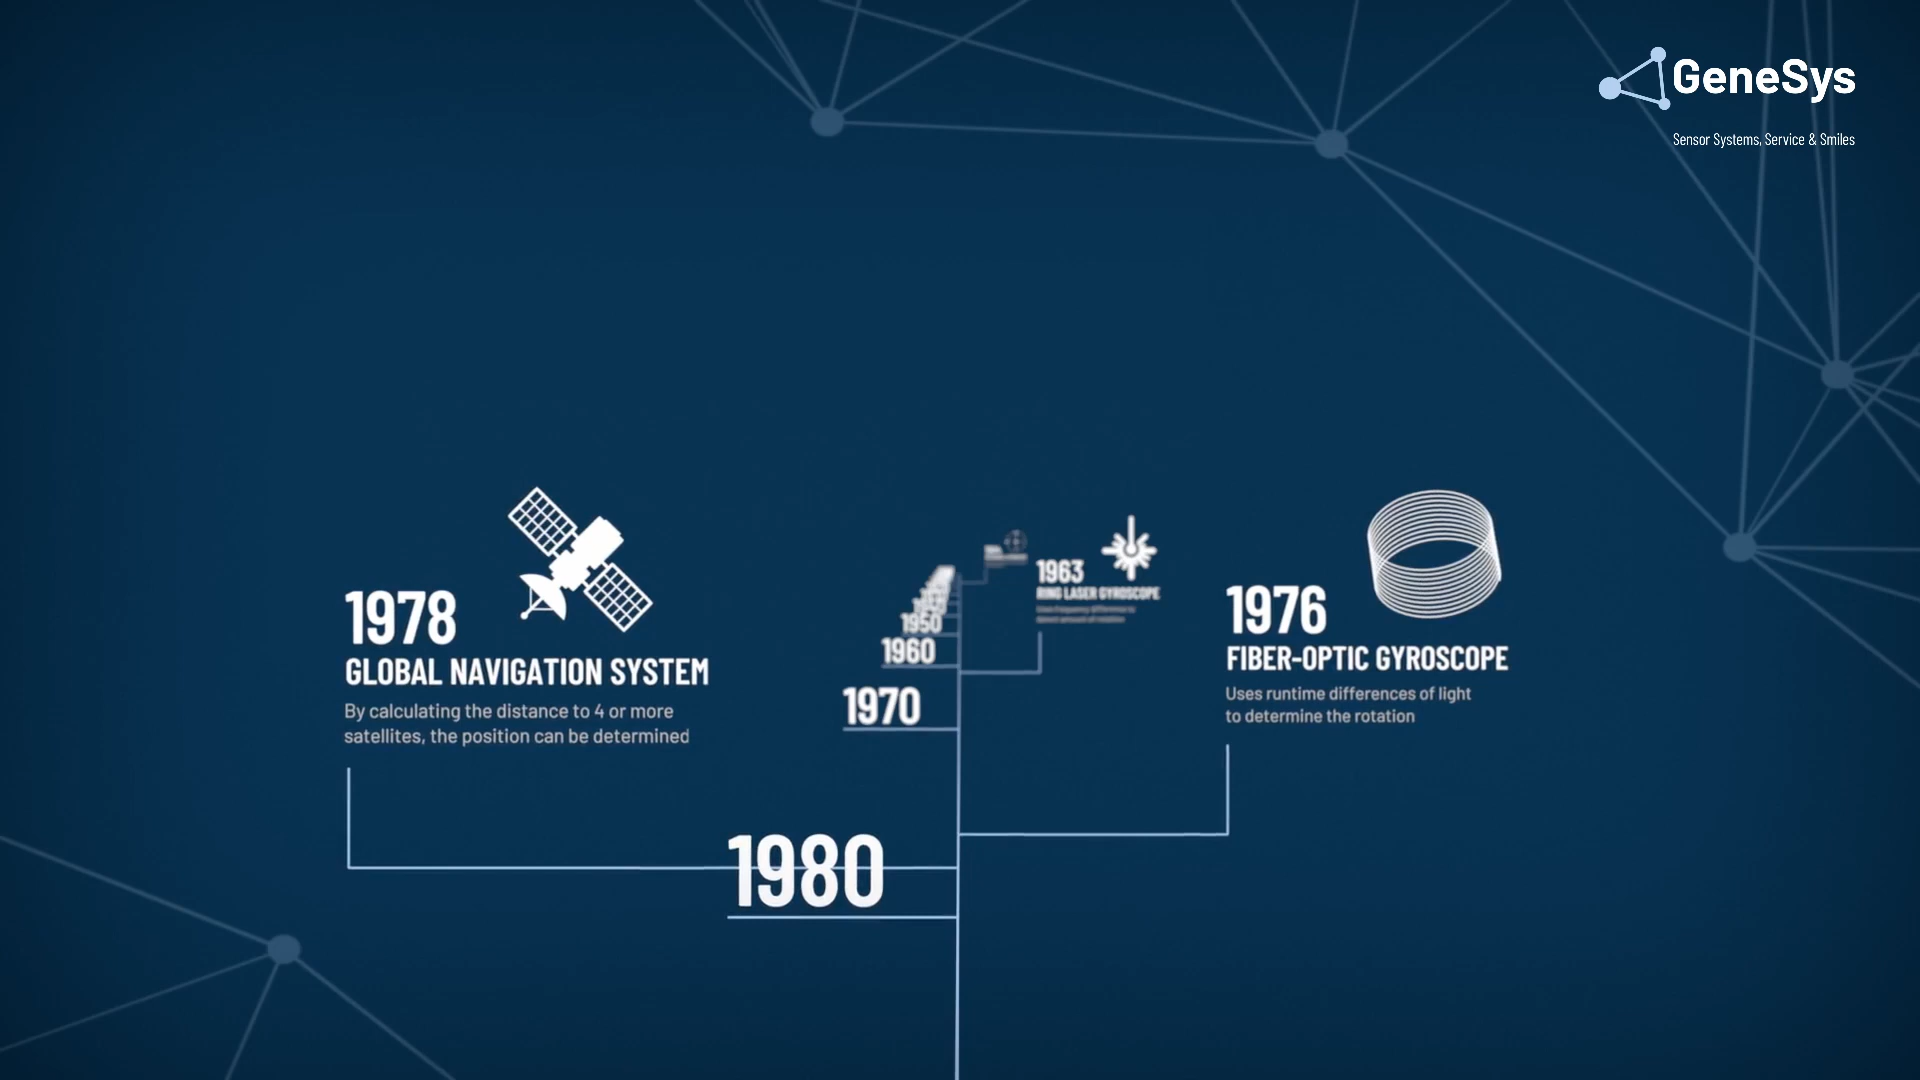 GeneSys
Sensor Systems, Service & Smiles
1978
GLOBAL NAVIGATION SYSTEM
By calculating the distance to 4 or more
satellites, the position can be determined
1963
RING LASER GYROSCOPE
1976
FIBER-OPTIC GYROSCOPE
Uses runtime differences of light
to determine the rotation
1950
1960
1970
1980